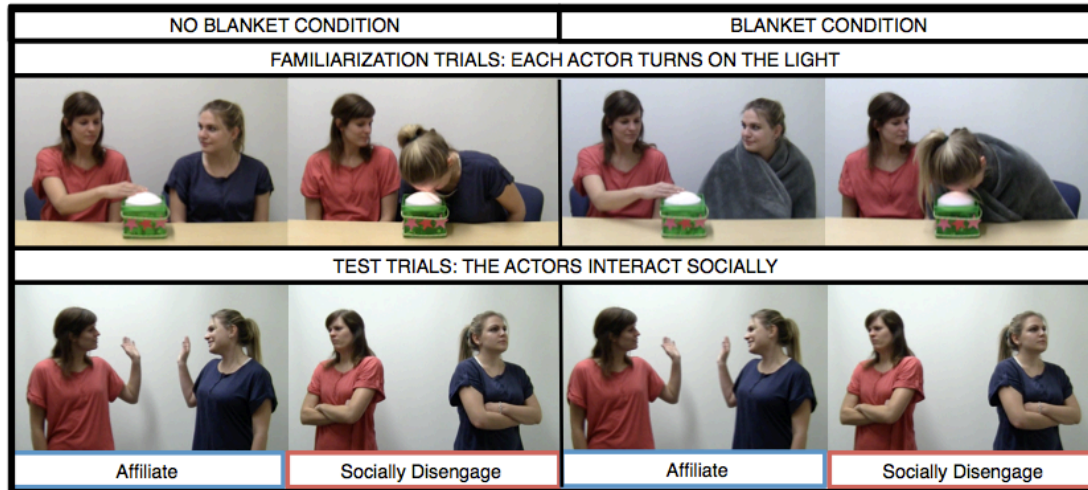 NO BLANKET CONDITION
BLANKET CONDITION
FAMILIARIZATION TRIALS: EACH ACTOR TURNS ON THE LIGHT
TEST TRIALS: THE ACTORS INTERACT SOCIALLY
Affiliate
Socially Disengage
Affiliate
Socially Disengage